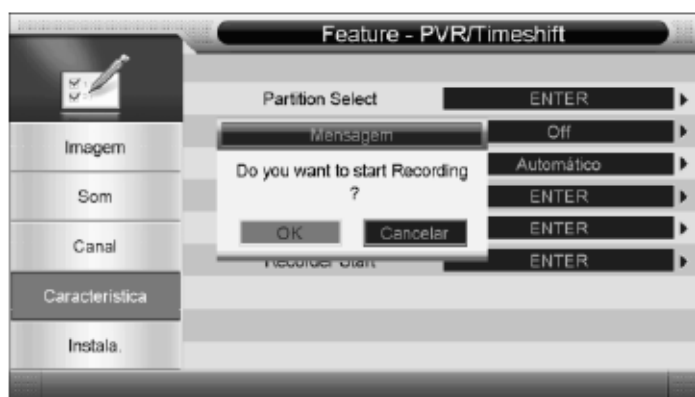 Feature - PVR/Timeshift
Partition Select
ENTER
Off
Automático
ENTER
ENTER
Recorder Start
ENTER
Mensagem
Do you want to start Recording
?
OK
Cancelar
Imagem
Som
Canal
Característica
Instala.